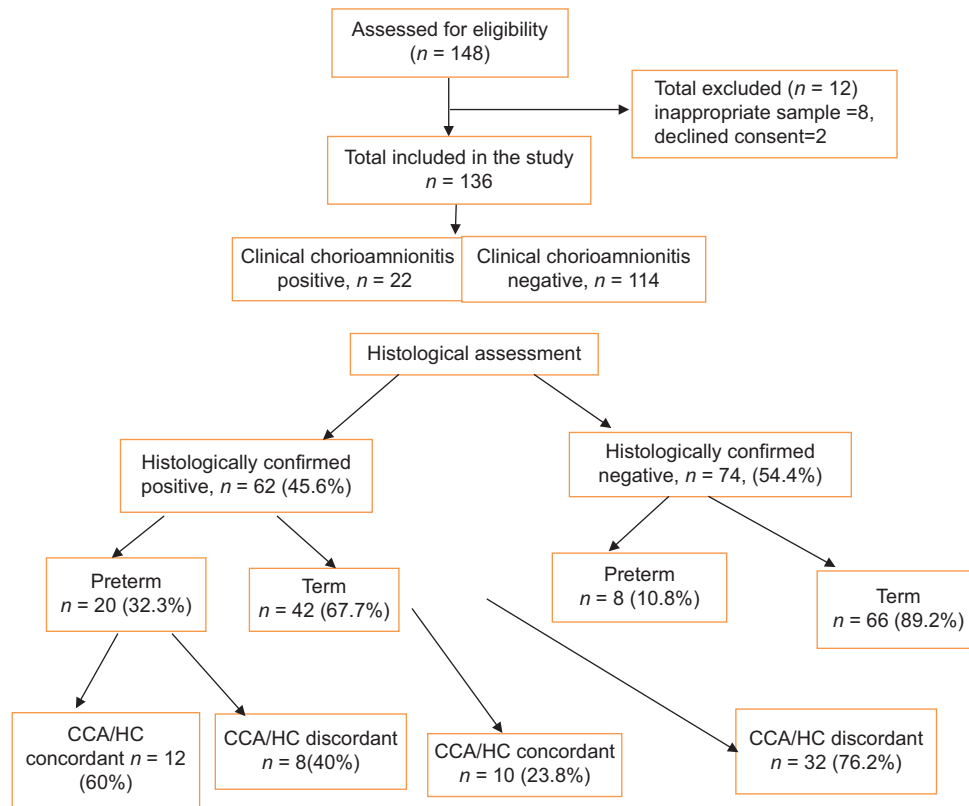 Assessed for eligibility
(n = 148)
Total excluded (n = 12)
inappropriate sample =8,
declined consent=2
Total included in the study
n = 136
Clinical chorioamnionitis
positive, n = 22
Clinical chorioamnionitis
negative, n = 114
Histological assessment
Histologically confirmed
positive, n = 62 (45.6%)
Histologically confirmed
negative, n = 74, (54.4%)
Preterm
n = 20 (32.3%)
Term
n = 42 (67.7%)
Preterm
n = 8 (10.8%)
Term
n = 66 (89.2%)
CCA/HC
concordant n = 12
(60%)
CCA/HC discordant
n = 8(40%)
CCA/HC concordant
n = 10 (23.8%)
CCA/HC discordant
n = 32 (76.2%)